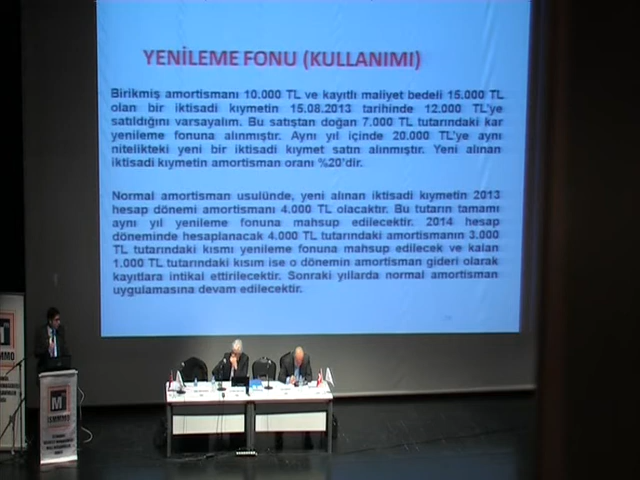 YENİLEME FONU (KULLANIMI)
Birikmiş amortismanı 10.000 TL ve kayıtlı maliyet bedeli 15.000 TL
olan bir iktisadi kıymetin 15.08.2013 tarihinde 12.000 TL'ye
satıldığını varsayalım. Bu satıştan doğan 7.000 TL tutarındaki kar
yenileme fonuna alınmıştır. Aynı yıl içinde 20.000 TL'ye aynı
nitelikteki yeni bir iktisadi kıymet satın alınmıştır. Yeni alınan
iktisadi kıymetin amortisman oranı %20'dir.
Normal amortisman usulünde, yeni alınan iktisadi kıymetin 2013
hesap dönemi amortismanı 4.000 TL olacaktır. Bu tutarın tamamı
aynı yıl yenileme fonuna mahsup edilecektir. 2014 hesap
döneminde hesaplanacak 4.000 TL tutarındaki amortismanın 3.000
TL tutarındaki kısmı yenileme fonuna mahsup edilecek ve kalan
1.000 TL tutarındaki kısım ise o dönemin amortisman gideri olarak
kayıtlara intikal ettirilecektir. Sonraki yıllarda normal amortisman
uygulamasına devam edilecektir.